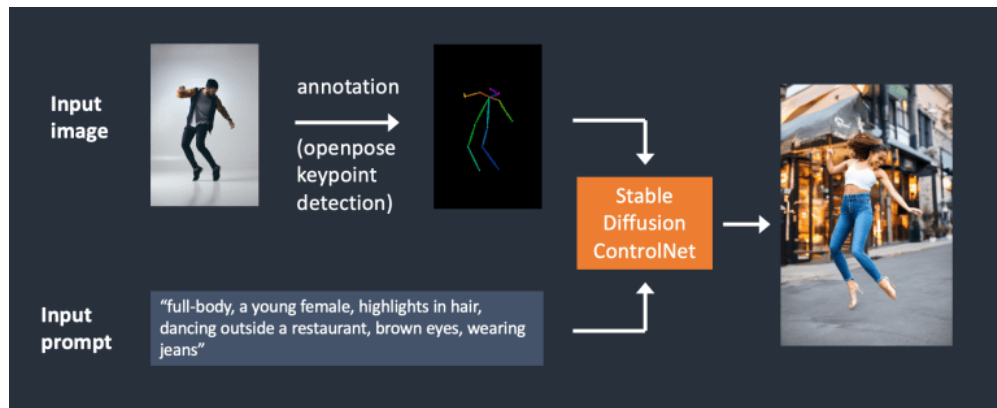 Input
image
annotation
(openpose
keypoint
detection)
Stable
Diffusion
ControlNet
Input
prompt
“full-body, a young female, highlights in hair,
dancing outside a restaurant, brown eyes, wearing
jeans”